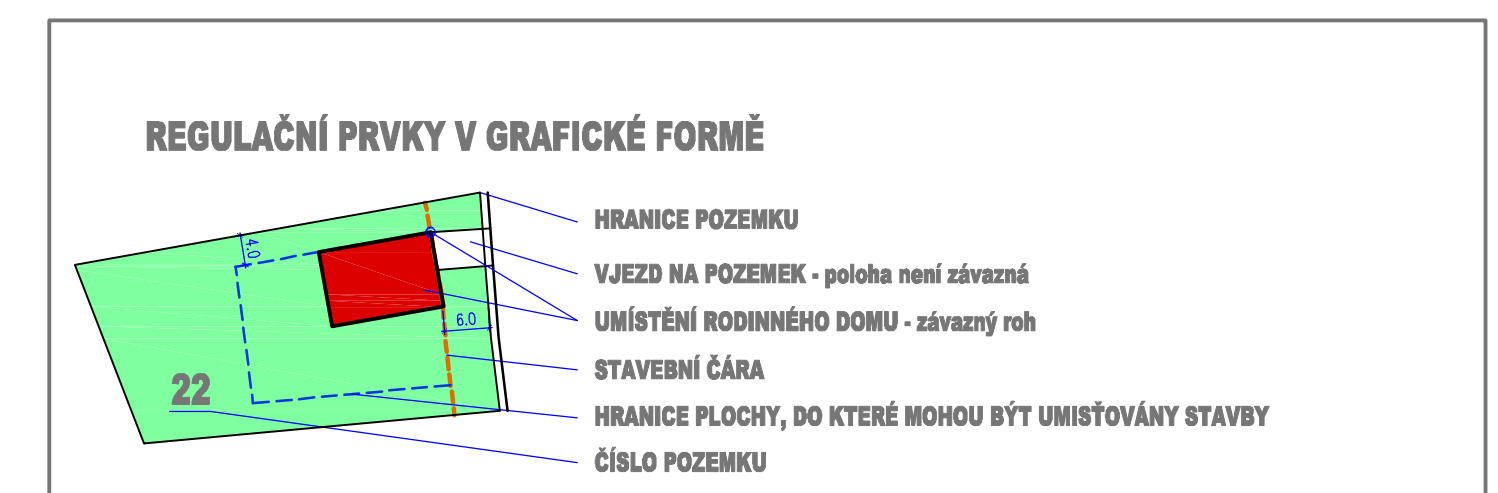 REGULAČNÍ PRVKY V GRAFICKÉ FORMĚ
HRANICE POZEMKU
4.0
VJEZD NA POZEMEK - poloha není závazná
UMÍSTĚNÍ RODINNÉHO DOMU - závazný roh
6.0
STAVEBNÍ ČÁRA
22
HRANICE PLOCHY, DO KTERÉ MOHOU BÝT UMISŤOVÁNY STAVBY
ČÍSLO POZEMKU